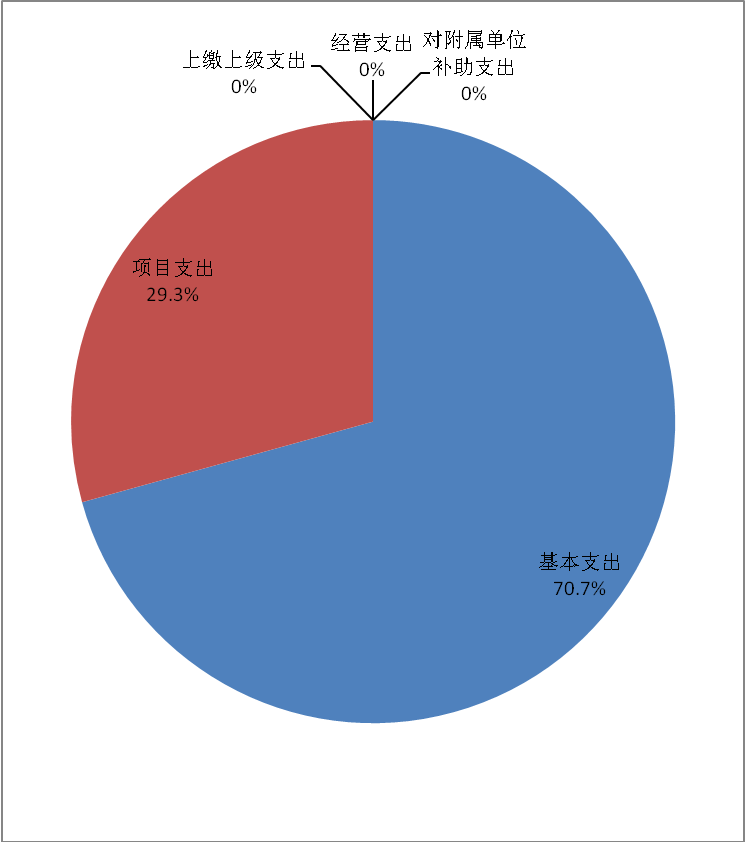 上缴上级支出
0%
经营支出
0%
对附属单位
补助支出
0%
项目支出
29.3%
基本支出
70.7%